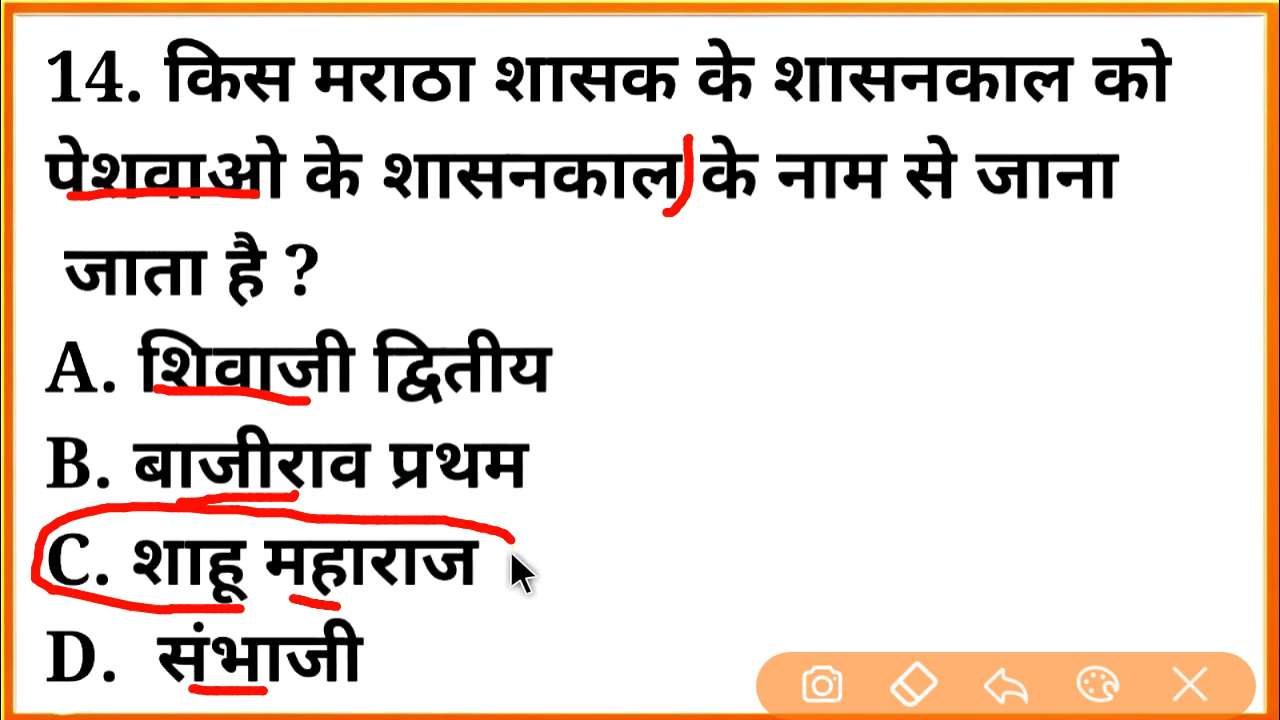 14. किस मराठा शासक के शासनकाल को
पेशवाओ के शासनकाल के नाम से जाना
जाता है ?
A. शिवाजी द्वितीय
B. बाजीराव प्रथम
C. शाहू महाराज
D. संभाजी